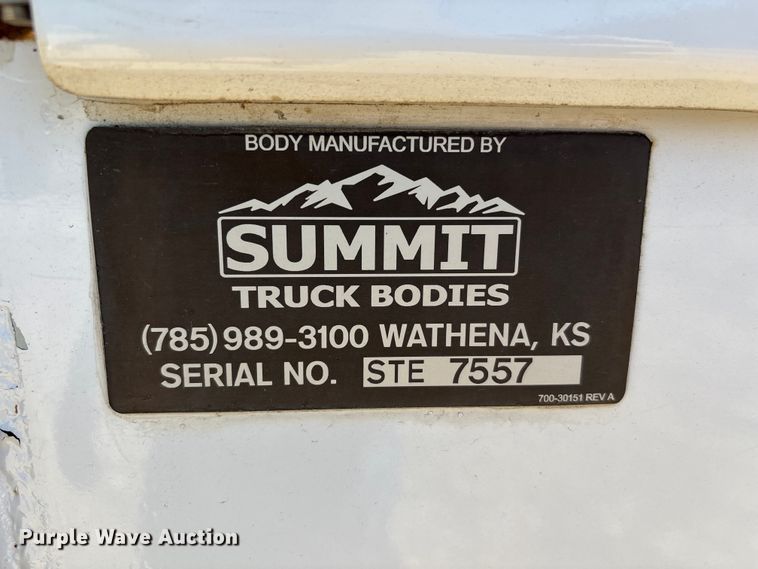 BODY MANUFACTURED BY
SUMMIT
TRUCK BODIES
(785) 989-3100 WATHENA, KS
SERIAL NO. STE 7557
700-30151 REV A
Purple Wave Auction